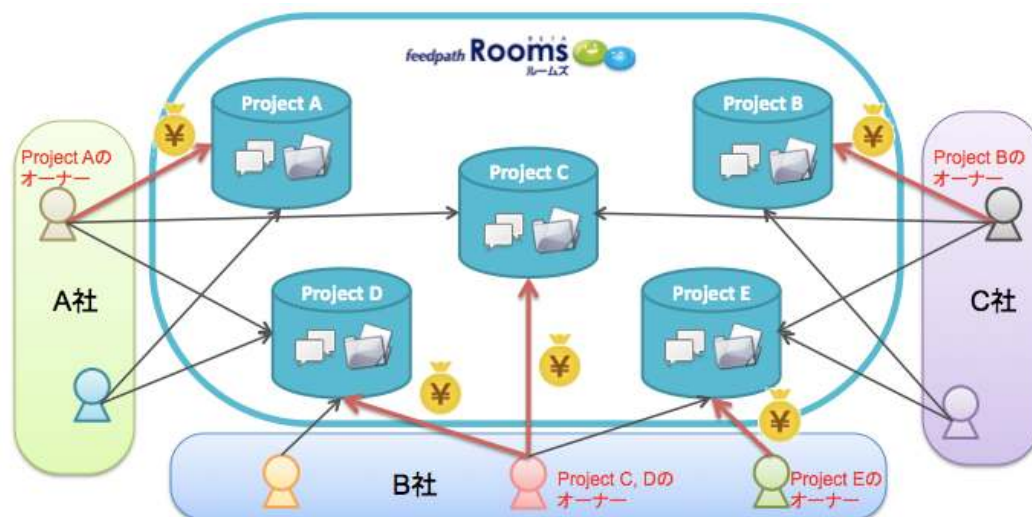 BETA
feedpath Rooms
ルームズ
Project A
Project B
¥
¥
Project Aの
オーナー
Project C
Project Bの
オーナー
Project D
Project E
A社
C社
¥
¥
¥
B社
Project C, Dの
オーナー
Project Eの
オーナー